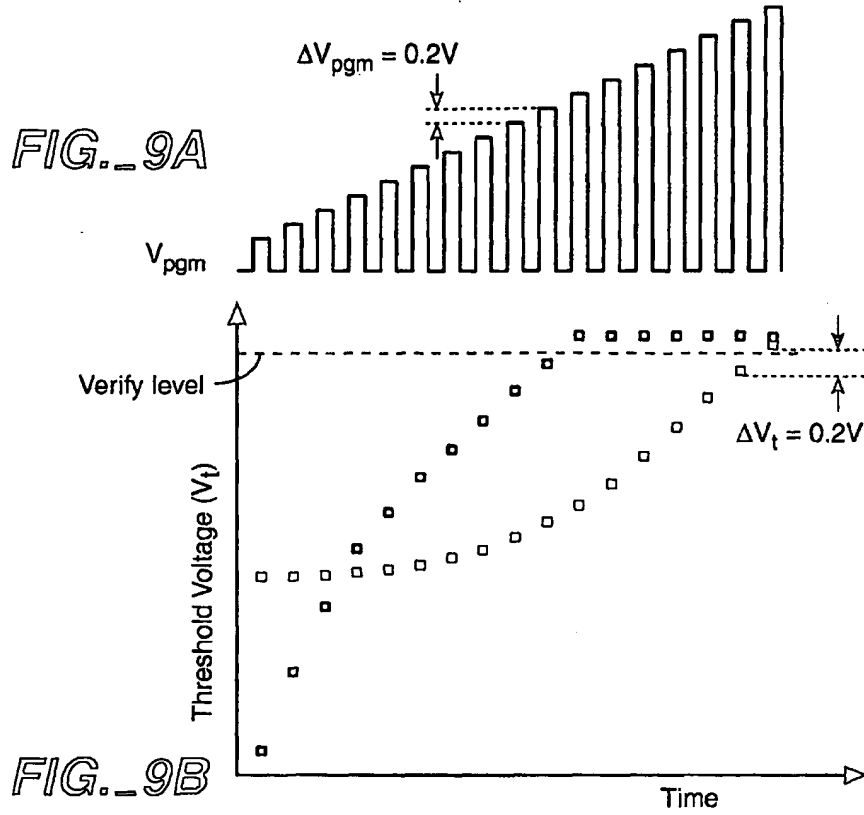 ΔVpgm = 0.2V
FIG._9A
Vpgm
Verify level
ΔVt = 0.2V
Threshold Voltage (Vt)
FIG._9B
Time